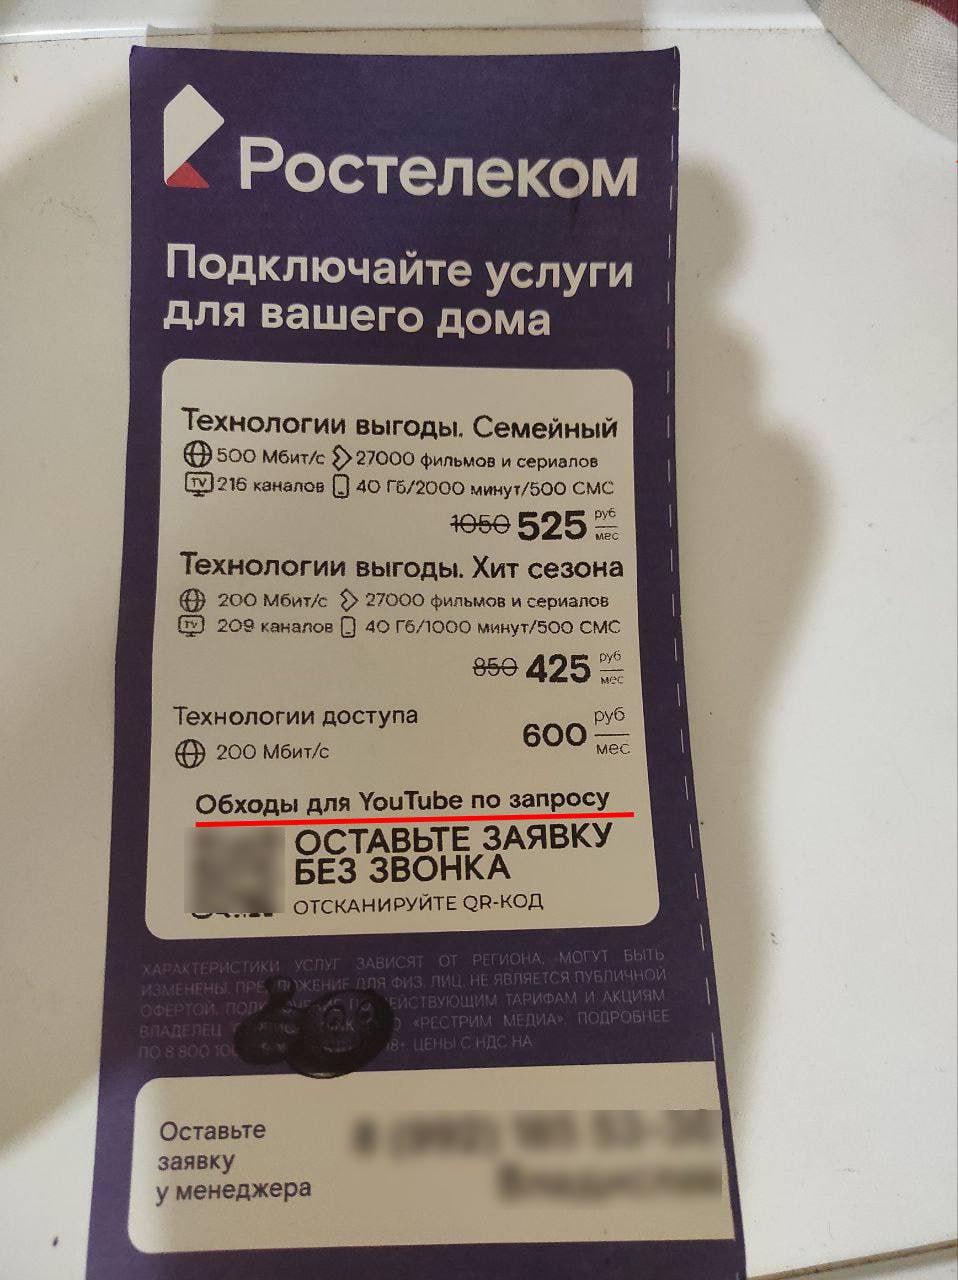 Ростелеком
Подключайте услуги
для вашего дома
Технологии выгоды. Семейный
500 Мбит/с 27000 фильмов и сериалов
TV 216 каналов 40 Гб/2000 минут/500 СМС
1050 525 руб
мес
Технологии выгоды. Хит сезона
200 Мбит/с 27000 фильмов и сериалов
TV 209 каналов 40 Гб/1000 минут/500 СМС
850 425 руб
мес
Технологии доступа
200 Мбит/с
600 руб
мес
Обходы для YouTube по запросу
ОСТАВЬТЕ ЗАЯВКУ
БЕЗ ЗВОНКА
ОТСКАНИРУЙТЕ QR-КОД
ХАРАКТЕРИСТИКИ УСЛУГ ЗАВИСЯТ ОТ РЕГИОНА, МОГУТ БЫТЬ
ИЗМЕНЕНЫ. ПРЕДЛОЖЕНИЕ ДЛЯ ФИЗ. ЛИЦ, НЕ ЯВЛЯЕТСЯ ПУБЛИЧНОЙ
ОФЕРТОЙ. ПО ДЕЙСТВУЮЩИМ ТАРИФАМ И АКЦИЯМ
ВЛАДЕЛЕЦ «РЕСТРИМ МЕДИА». ПОДРОБНЕЕ
ПО 8 800 100 18+. ЦЕНЫ С НДС НА
Оставьте
заявку
у менеджера